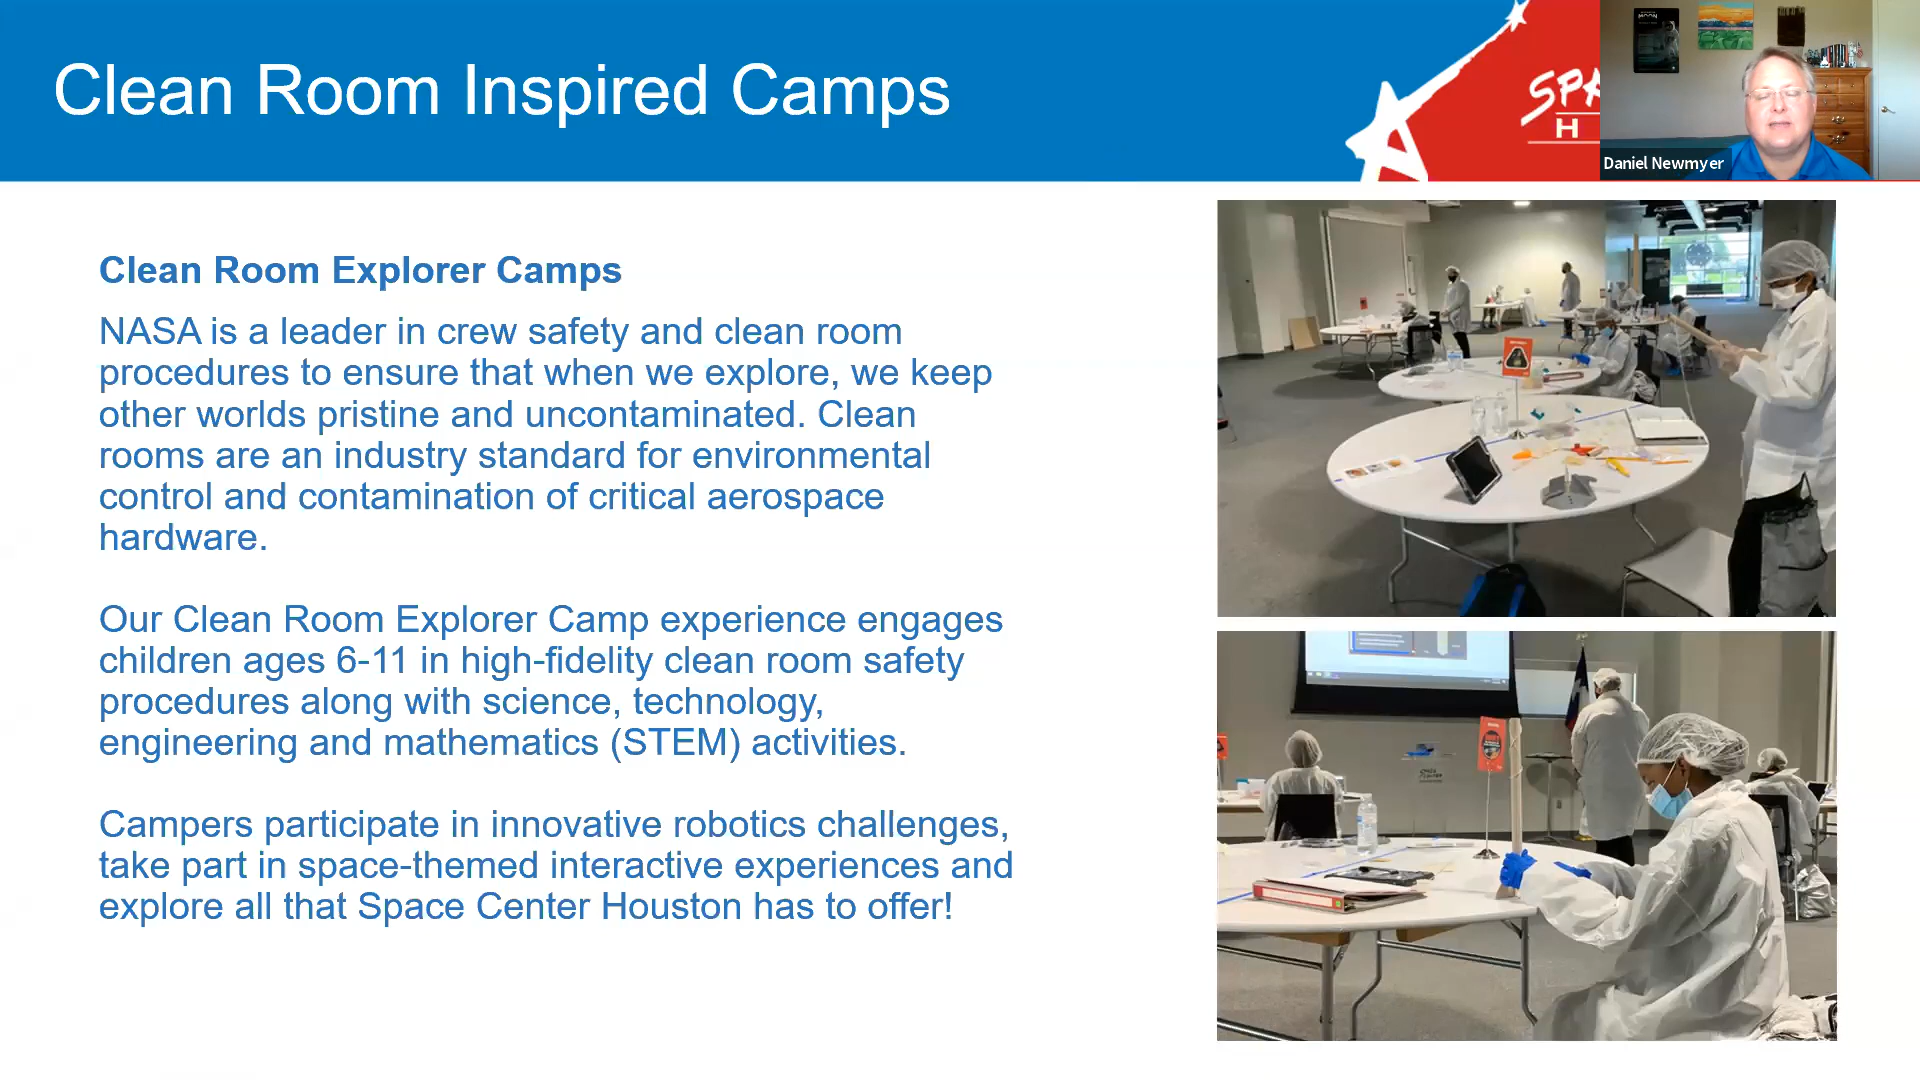 Clean Room Inspired Camps
Daniel Newmyer
Clean Room Explorer Camps
NASA is a leader in crew safety and clean room
procedures to ensure that when we explore, we keep
other worlds pristine and uncontaminated. Clean
rooms are an industry standard for environmental
control and contamination of critical aerospace
hardware.
Our Clean Room Explorer Camp experience engages
children ages 6-11 in high-fidelity clean room safety
procedures along with science, technology,
engineering and mathematics (STEM) activities.
Campers participate in innovative robotics challenges,
take part in space-themed interactive experiences and
explore all that Space Center Houston has to offer!